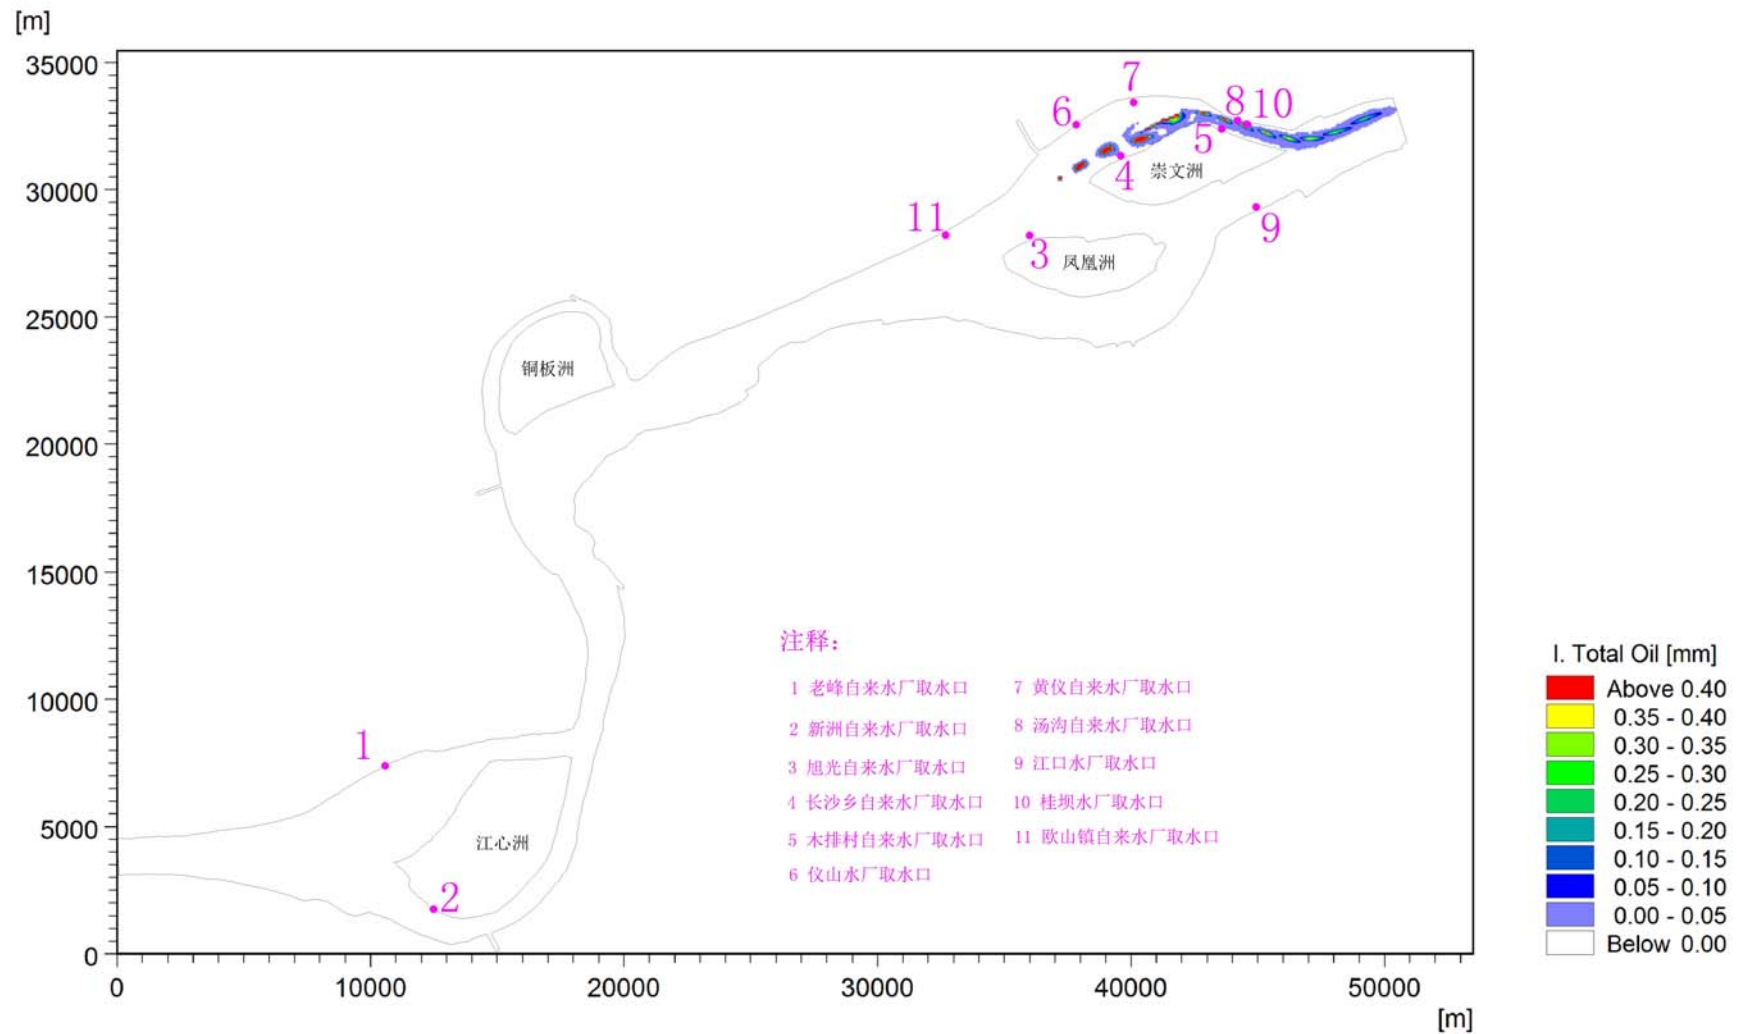 [m]
35000
30000
25000
20000
15000
10000
5000
0
0
10000
20000
30000
40000
50000
[m]
7
6
8
10
5
4
崇文洲
11
9
3
凤凰洲
铜板洲
1
江心洲
2
注释：
1 老峰自来水厂取水口
2 新洲自来水厂取水口
3 旭光自来水厂取水口
4 长沙乡自来水厂取水口
5 木排村自来水厂取水口
6 仪山水厂取水口
7 黄仪自来水厂取水口
8 汤沟自来水厂取水口
9 江口水厂取水口
10 桂坝水厂取水口
11 欧山镇自来水厂取水口
I. Total Oil [mm]
Above 0.40
0.35 - 0.40
0.30 - 0.35
0.25 - 0.30
0.20 - 0.25
0.15 - 0.20
0.10 - 0.15
0.05 - 0.10
0.00 - 0.05
Below 0.00